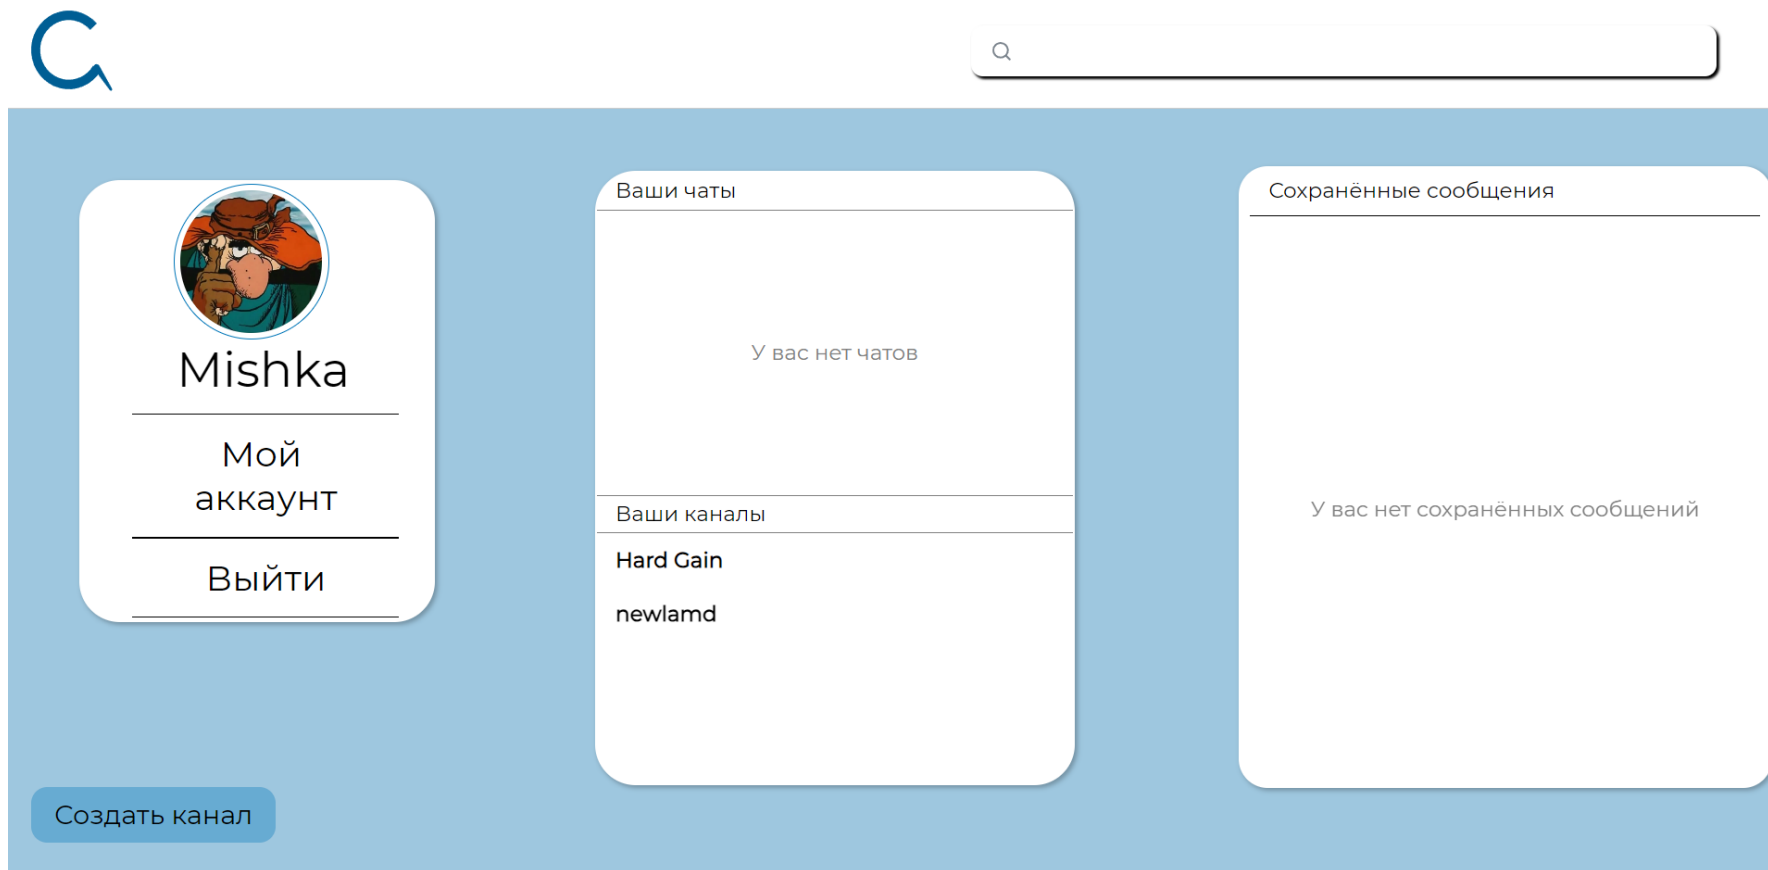 Mishka
Мой
аккаунт
Выйти
Создать канал
Ваши чаты
У вас нет чатов
Ваши каналы
Hard Gain
newlamd
Сохранённые сообщения
У вас нет сохранённых сообщений